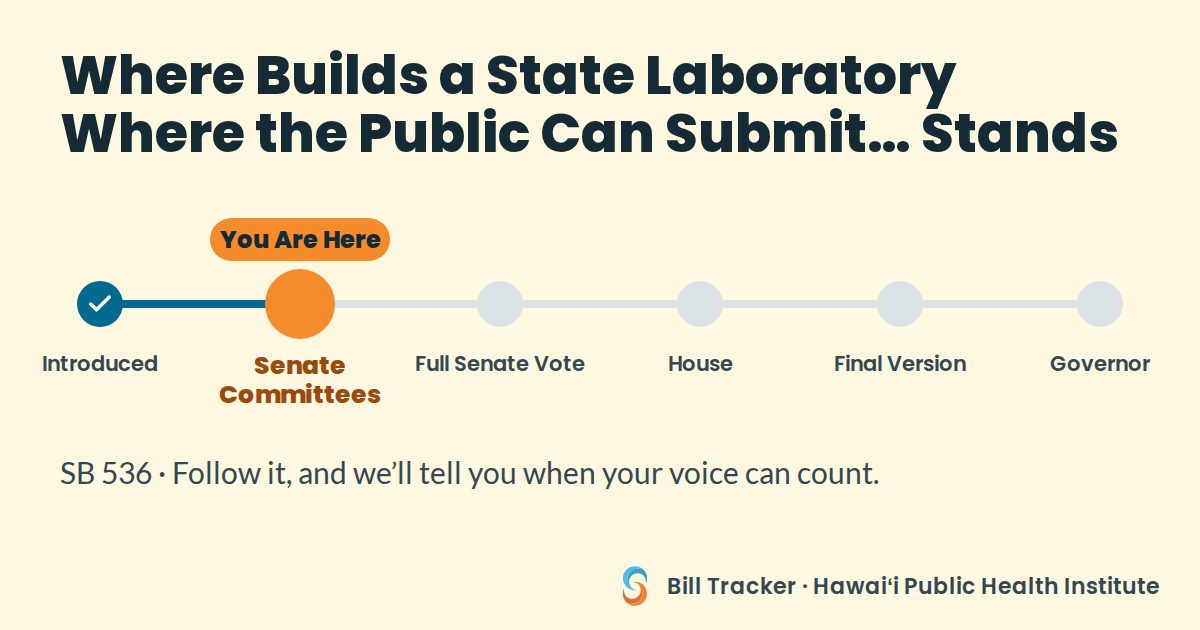 Where Builds a State Laboratory
Where the Public Can Submit... Stands
You Are Here
Introduced
Senate
Committees
Full Senate Vote
House
Final Version
Governor
SB 536 · Follow it, and we’ll tell you when your voice can count.
Bill Tracker · Hawaiʻi Public Health Institute